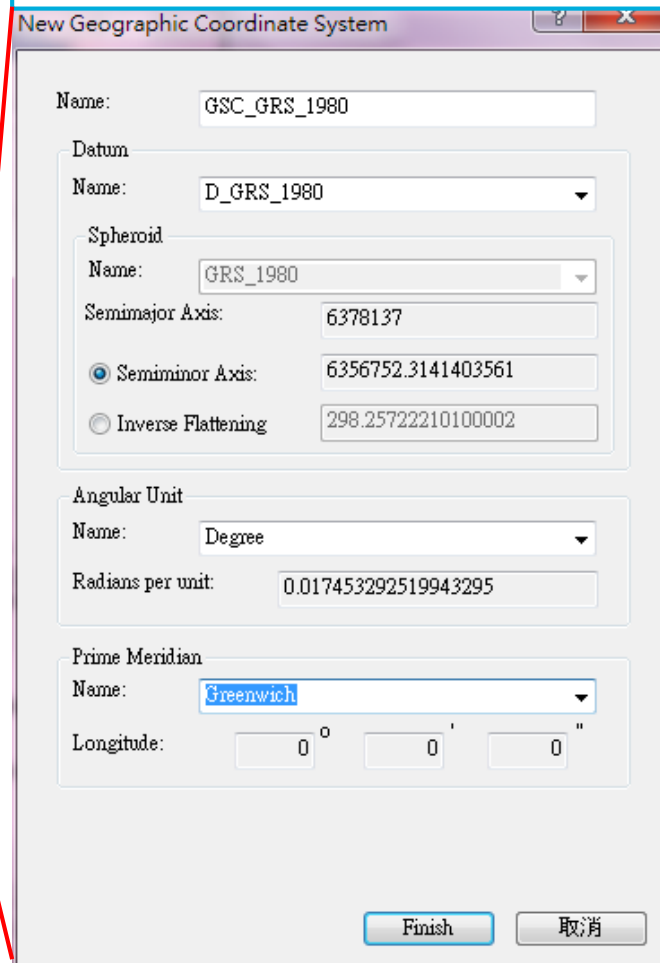 New Geographic Coordinate System ? X
Name: GSC_GRS_1980
Datum
Name: D_GRS_1980
Spheroid
Name: GRS_1980
Semimajor Axis: 6378137
Semiminor Axis: 6356752.3141403561
Inverse Flattening 298.25722210100002
Angular Unit
Name: Degree
Radians per unit: 0.017453292519943295
Prime Meridian
Name: Greenwich
Longitude: 0 ° 0 ' 0 "
Finish 取消